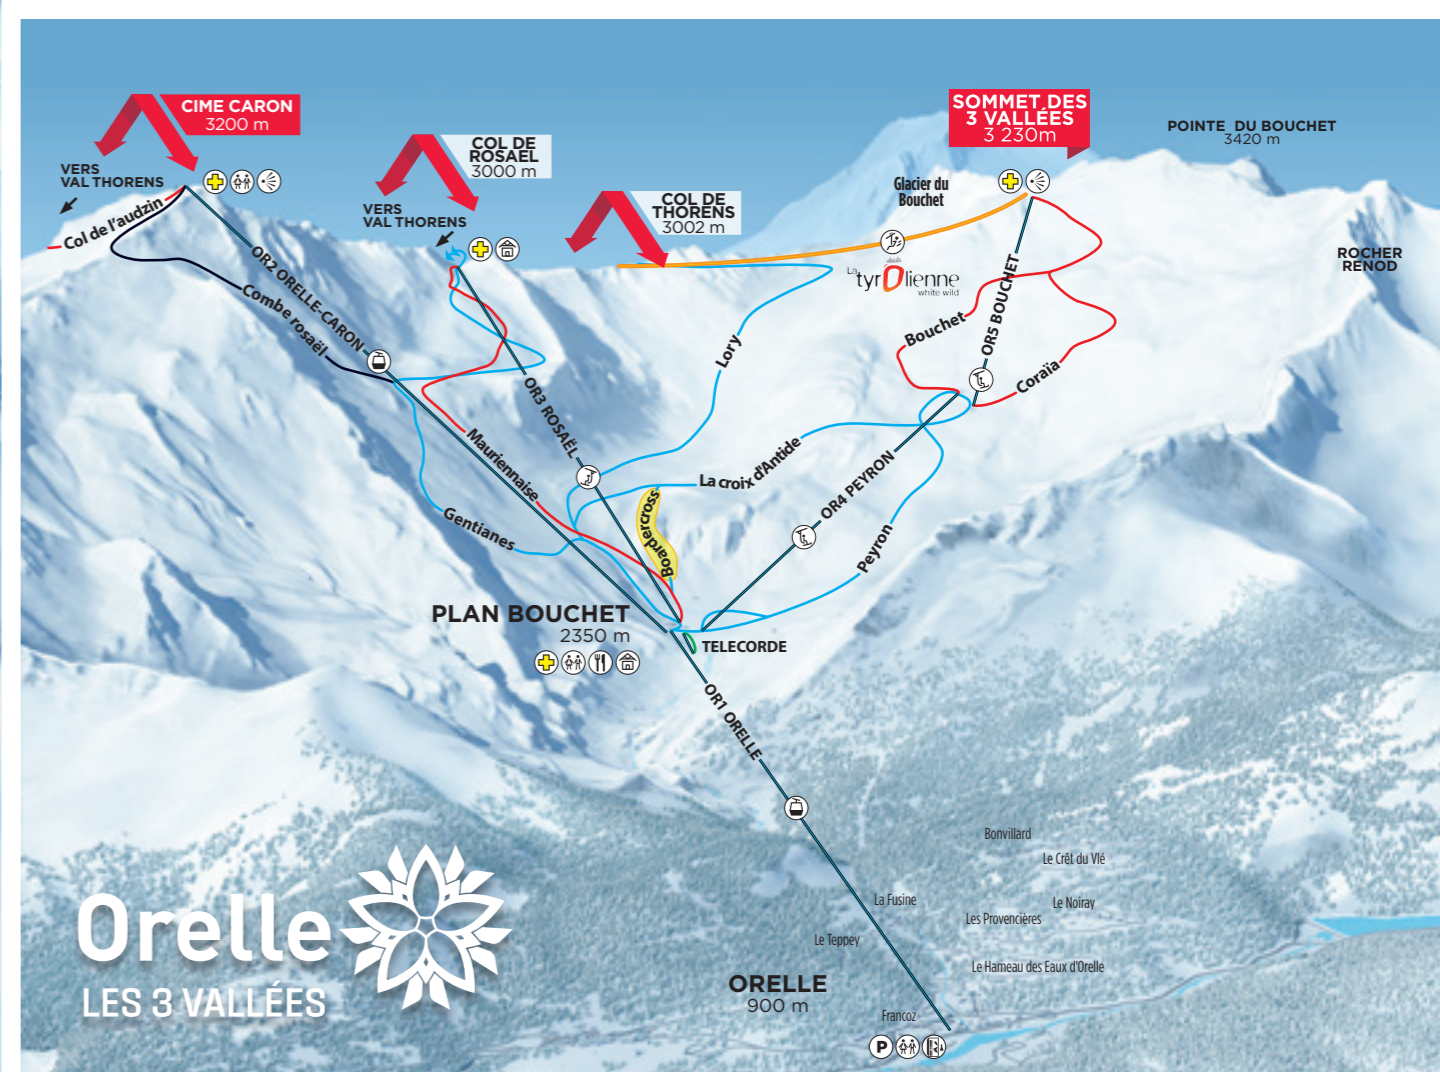 CIME CARON
3200 m
VERS
VAL THORENS
Col de l'audzin
COL DE
ROSAEL
3000 m
VERS
VAL THORENS
COL DE
THORENS
3002 m
Glacier du
Bouchet
SOMMET DES
3 VALLÉES
3 230m
POINTE DU BOUCHET
3420 m
ROCHER
RENOD
La
tyrOlienne
white wild
OR2 ORELLE-CARON
Combe rosaël
OR3 ROSAËL
Mauriennaise
Gentianes
Lory
La croix d'Antide
Boardercross
OR4 PEYRON
Peyron
Bouchet
OR5 BOUCHET
Coraïa
PLAN BOUCHET
2350 m
TELECORDE
OR1 ORELLE
Bonvillard
Le Crêt du Vlé
La Fusine
Le Noiray
Les Provencières
Le Teppey
Le Hameau des Eaux d'Orelle
ORELLE
900 m
Francoz
P
Orelle
LES 3 VALLÉES